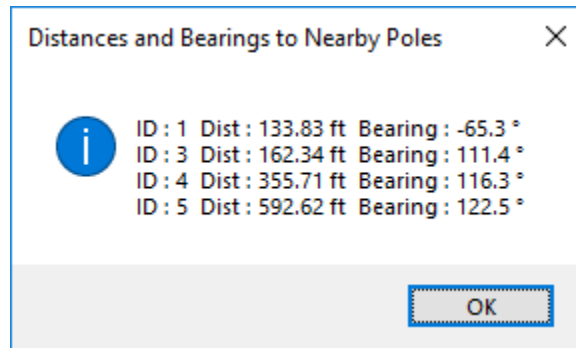 Distances and Bearings to Nearby Poles
ID : 1 Dist : 133.83 ft Bearing : -65.3 °
ID : 3 Dist : 162.34 ft Bearing : 111.4 °
ID : 4 Dist : 355.71 ft Bearing : 116.3 °
ID : 5 Dist : 592.62 ft Bearing : 122.5 °
OK